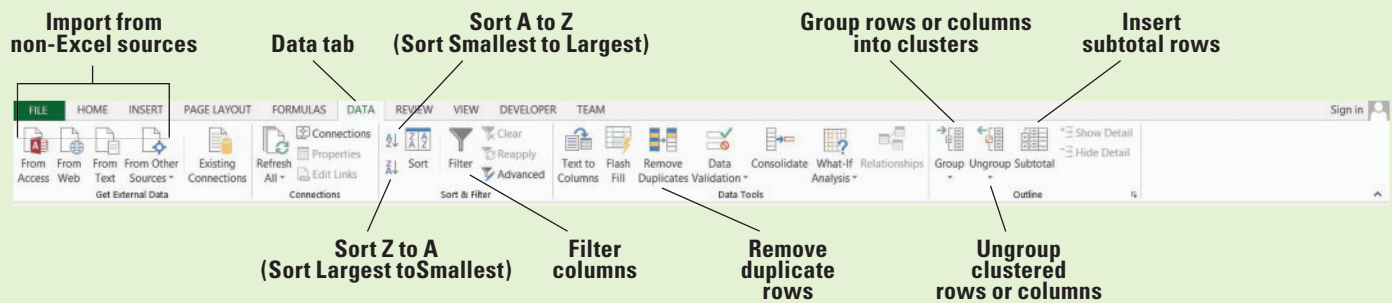 Import from
non-Excel sources
Data tab
Sort A to Z
(Sort Smallest to Largest)
Group rows or columns
into clusters
Insert
subtotal rows
FILE HOME INSERT PAGE LAYOUT FORMULAS DATA REVIEW VIEW DEVELOPER TEAM Sign in
From Access
From Web
From Text
From Other Sources
Get External Data
Existing Connections
Refresh All
Connections
Properties
Edit Links
Connections
Sort
Filter
Clear
Reapply
Advanced
Sort & Filter
Text to Columns
Flash Fill
Remove Duplicates
Data Validation
Consolidate
What-If Analysis
Relationships
Data Tools
Group
Ungroup
Subtotal
Show Detail
Hide Detail
Outline
Sort Z to A
(Sort Largest toSmallest)
Filter
columns
Remove
duplicate
rows
Ungroup
clustered
rows or columns